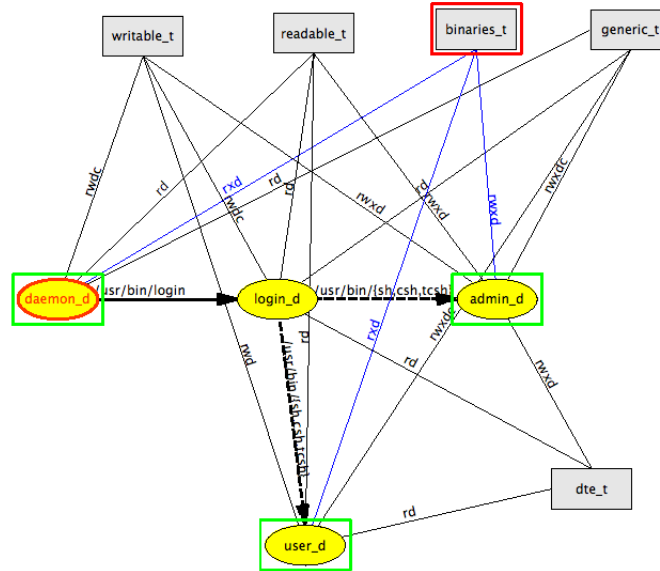 writable_t
readable_t
binaries_t
generic_t
rwdc
rd
rxd
rd
rwdc
rd
rwxd
rd
rwxd
rwxd
rwxdc
daemon_d
/usr/bin/login
login_d
/usr/bin/{sh,csh,tcsh}
admin_d
rwd
/usr/bin/{sh,csh,tcsh}
rd
rxd
rwxdc
rd
rwxd
dte_t
rd
user_d